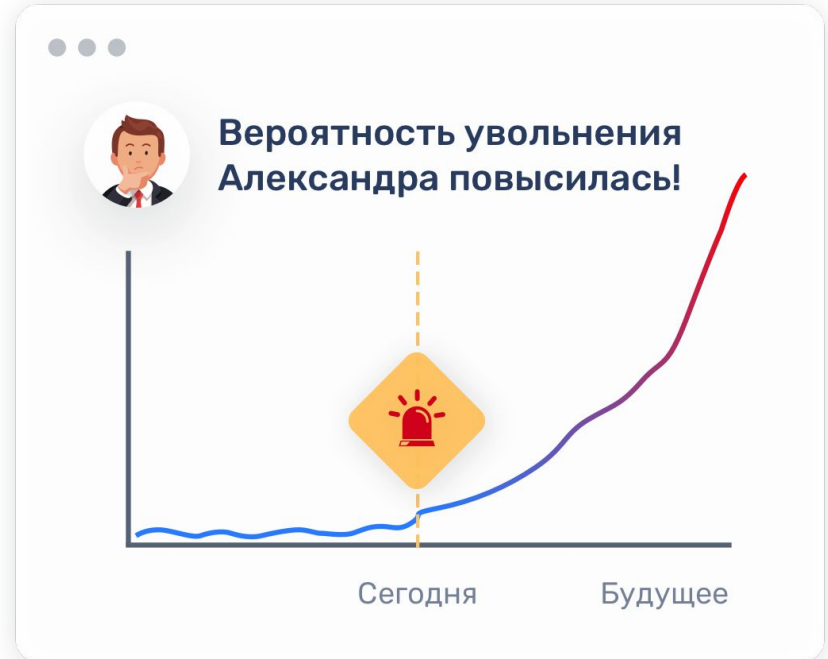 Вероятность увольнения
Александра повысилась!
Сегодня
Будущее